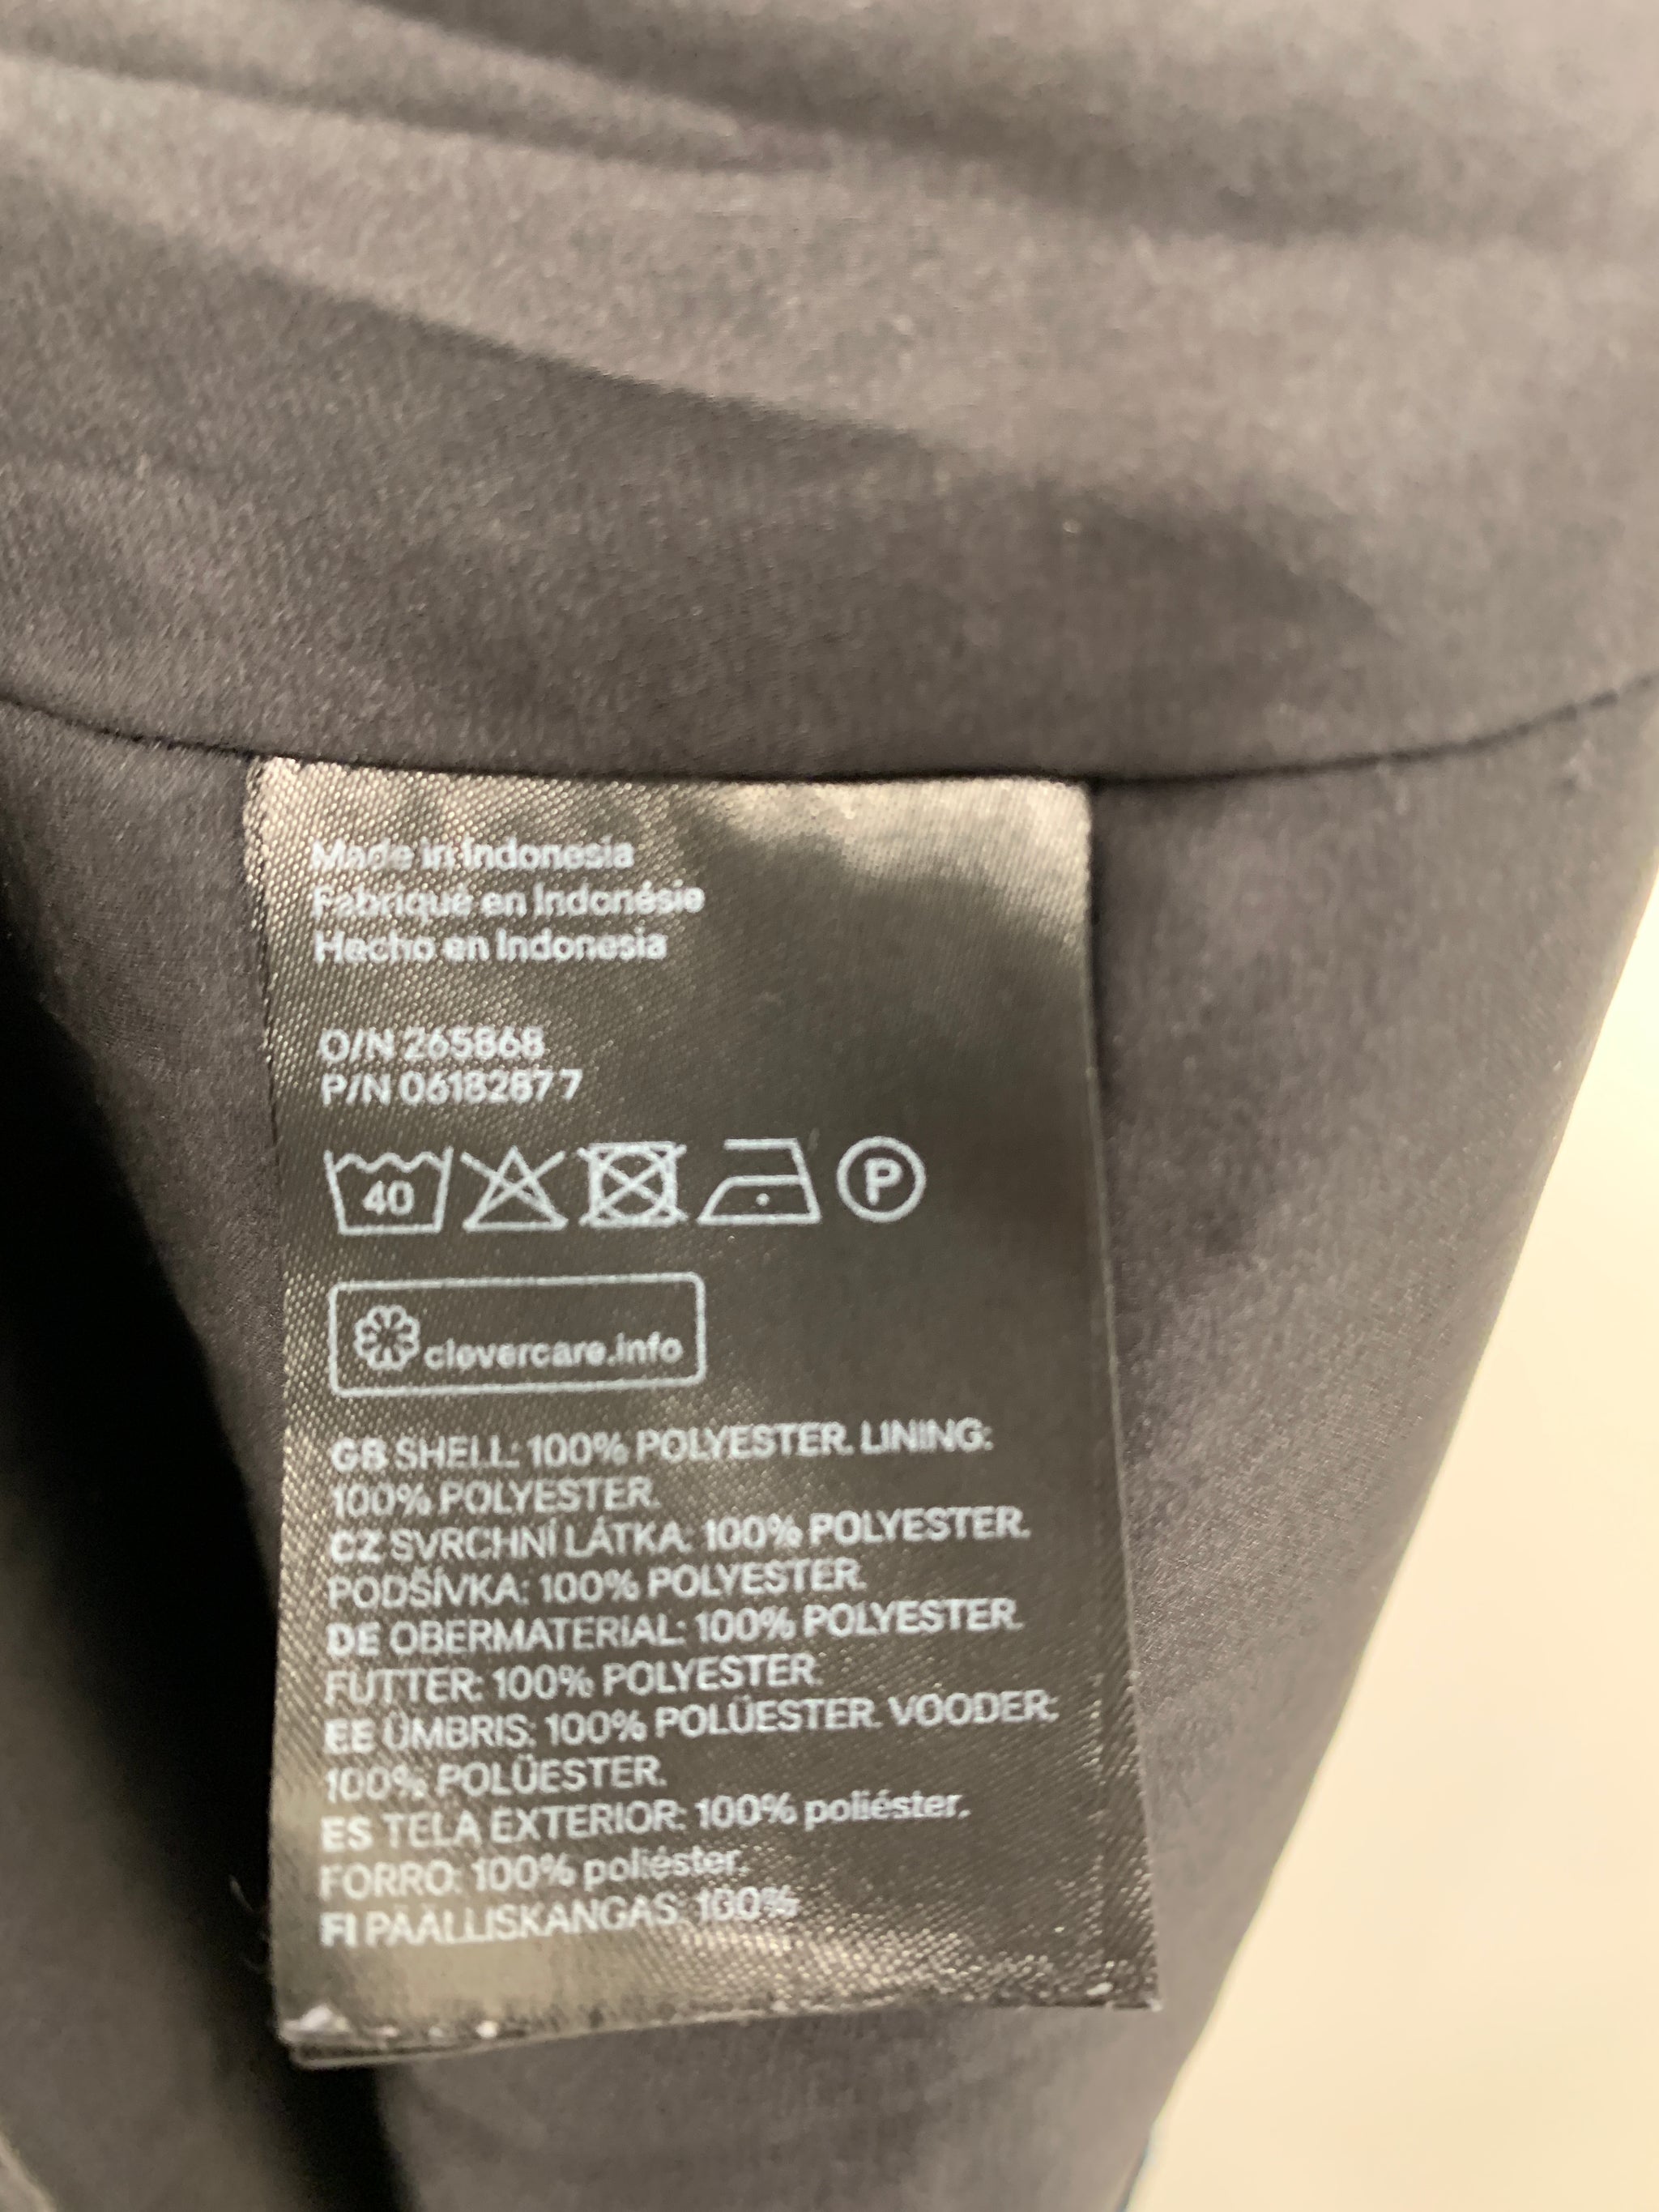 Made in Indonesia
Fabriqué en Indonésie
Hecho en Indonesia
O/N 265868
P/N 06182877
40
P
clevercare.info
GB SHELL: 100% POLYESTER. LINING:
100% POLYESTER.
CZ SVRCHNÍ LÁTKA: 100% POLYESTER.
PODŠÍVKA: 100% POLYESTER.
DE OBERMATERIAL: 100% POLYESTER.
FUTTER: 100% POLYESTER.
EE ÜMBRIS: 100% POLÜESTER. VOODER:
100% POLÜESTER.
ES TELA EXTERIOR: 100% poliéster.
FORRO: 100% poliéster.
FI PÄÄLLISKANGAS: 100%